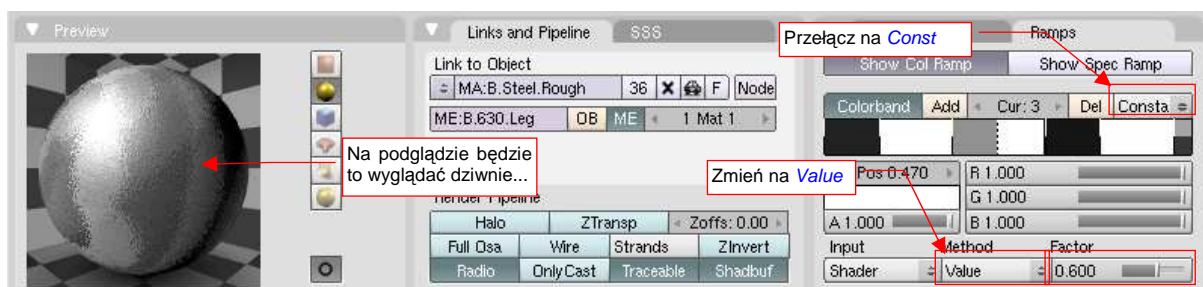 Preview
Links and Pipeline SSS
Ramps
Przełącz na Const
Link to Object
Show Col Ramp Show Spec Ramp
MA:B.Steel.Rough 36 F Node
Colorband Add Cur: 3 Del Consta
ME:B.630.Leg OB ME 1 Mat 1
Na podglądzie będzie
to wyglądać dziwnie...
Zmień na Value
Pos 0.470 R 1.000
G 1.000
A 1.000 B 1.000
Render Pipeline
Halo ZTransp Zoffs: 0.00
Full Osa Wire Strands ZInvert
Radio OnlyCast Traceable Shadbuf
Input Method Factor
Shader Value 0.600